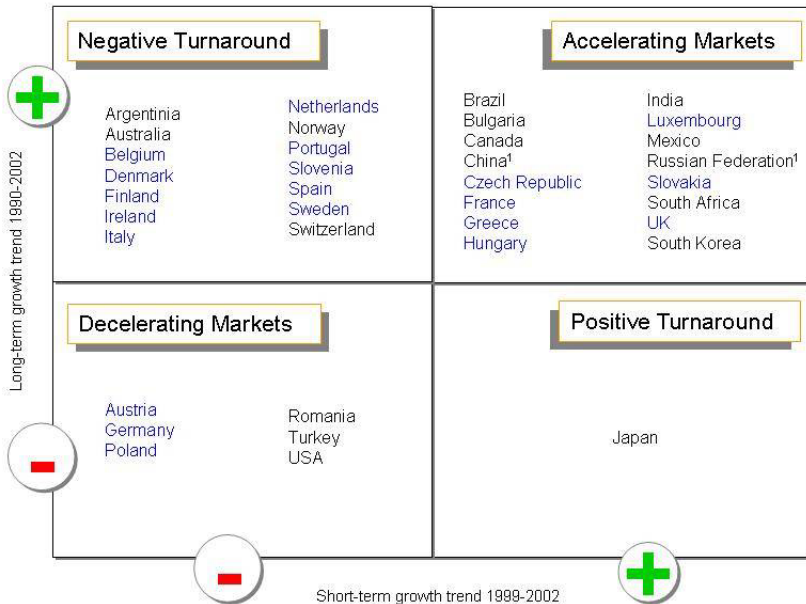 Negative Turnaround
Argentinia
Australia
Belgium
Denmark
Finland
Ireland
Italy
Netherlands
Norway
Portugal
Slovenia
Spain
Sweden
Switzerland
Accelerating Markets
Brazil
Bulgaria
Canada
China¹
Czech Republic
France
Greece
Hungary
India
Luxembourg
Mexico
Russian Federation¹
Slovakia
South Africa
UK
South Korea
Long-term growth trend 1990-2002
Decelerating Markets
Austria
Germany
Poland
Romania
Turkey
USA
Positive Turnaround
Japan
Short-term growth trend 1999-2002